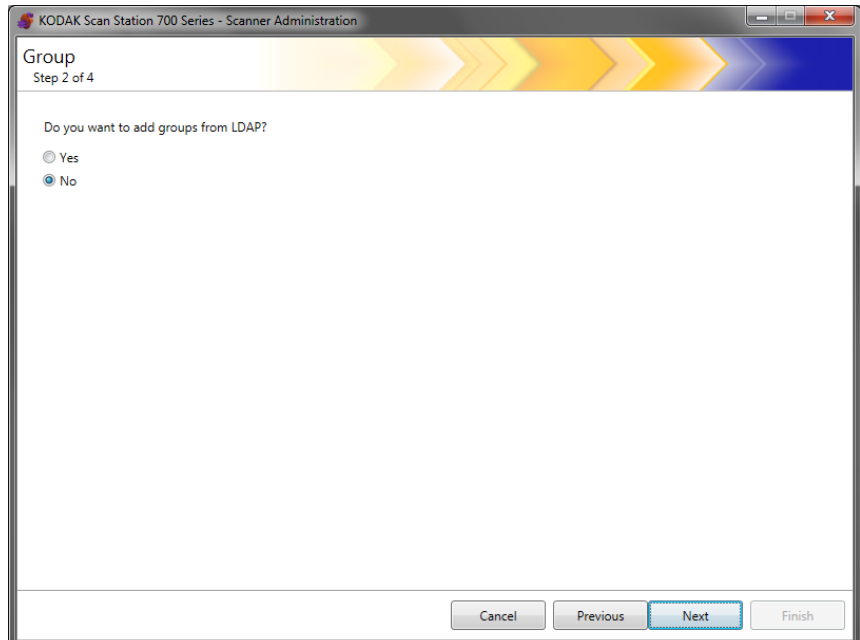 KODAK Scan Station 700 Series - Scanner Administration
Group
Step 2 of 4
Do you want to add groups from LDAP?
Yes
No
Cancel Previous Next Finish